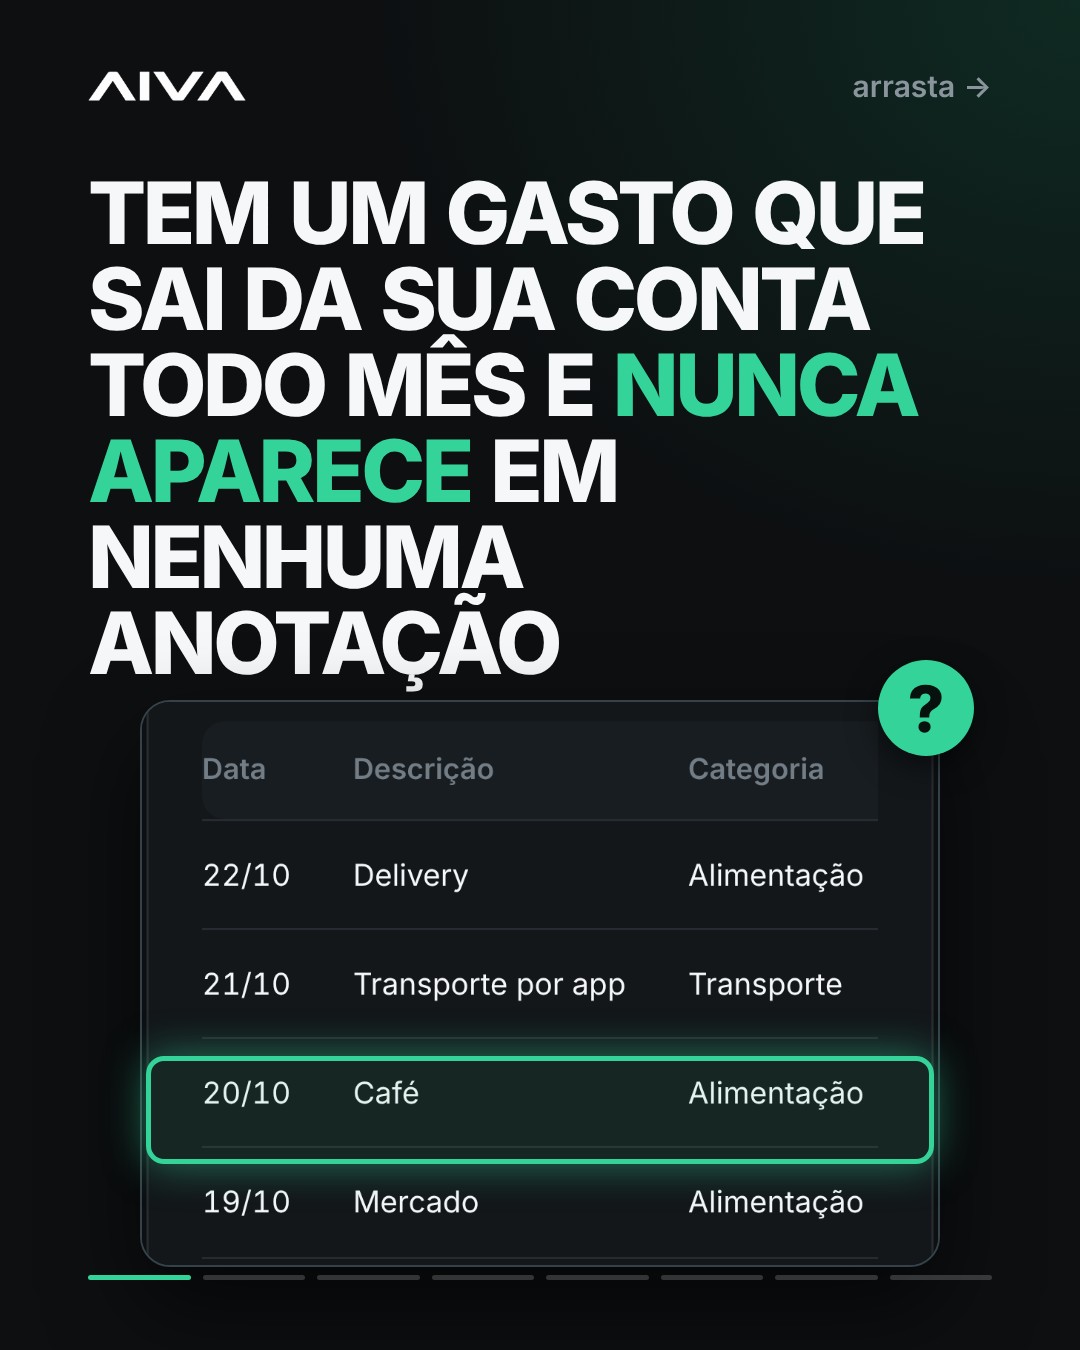 AIVA
arrasta →
TEM UM GASTO QUE
SAI DA SUA CONTA
TODO MÊS E NUNCA
APARECE EM
NENHUMA
ANOTAÇÃO
?
Data Descrição Categoria
22/10 Delivery Alimentação
21/10 Transporte por app Transporte
20/10 Café Alimentação
19/10 Mercado Alimentação